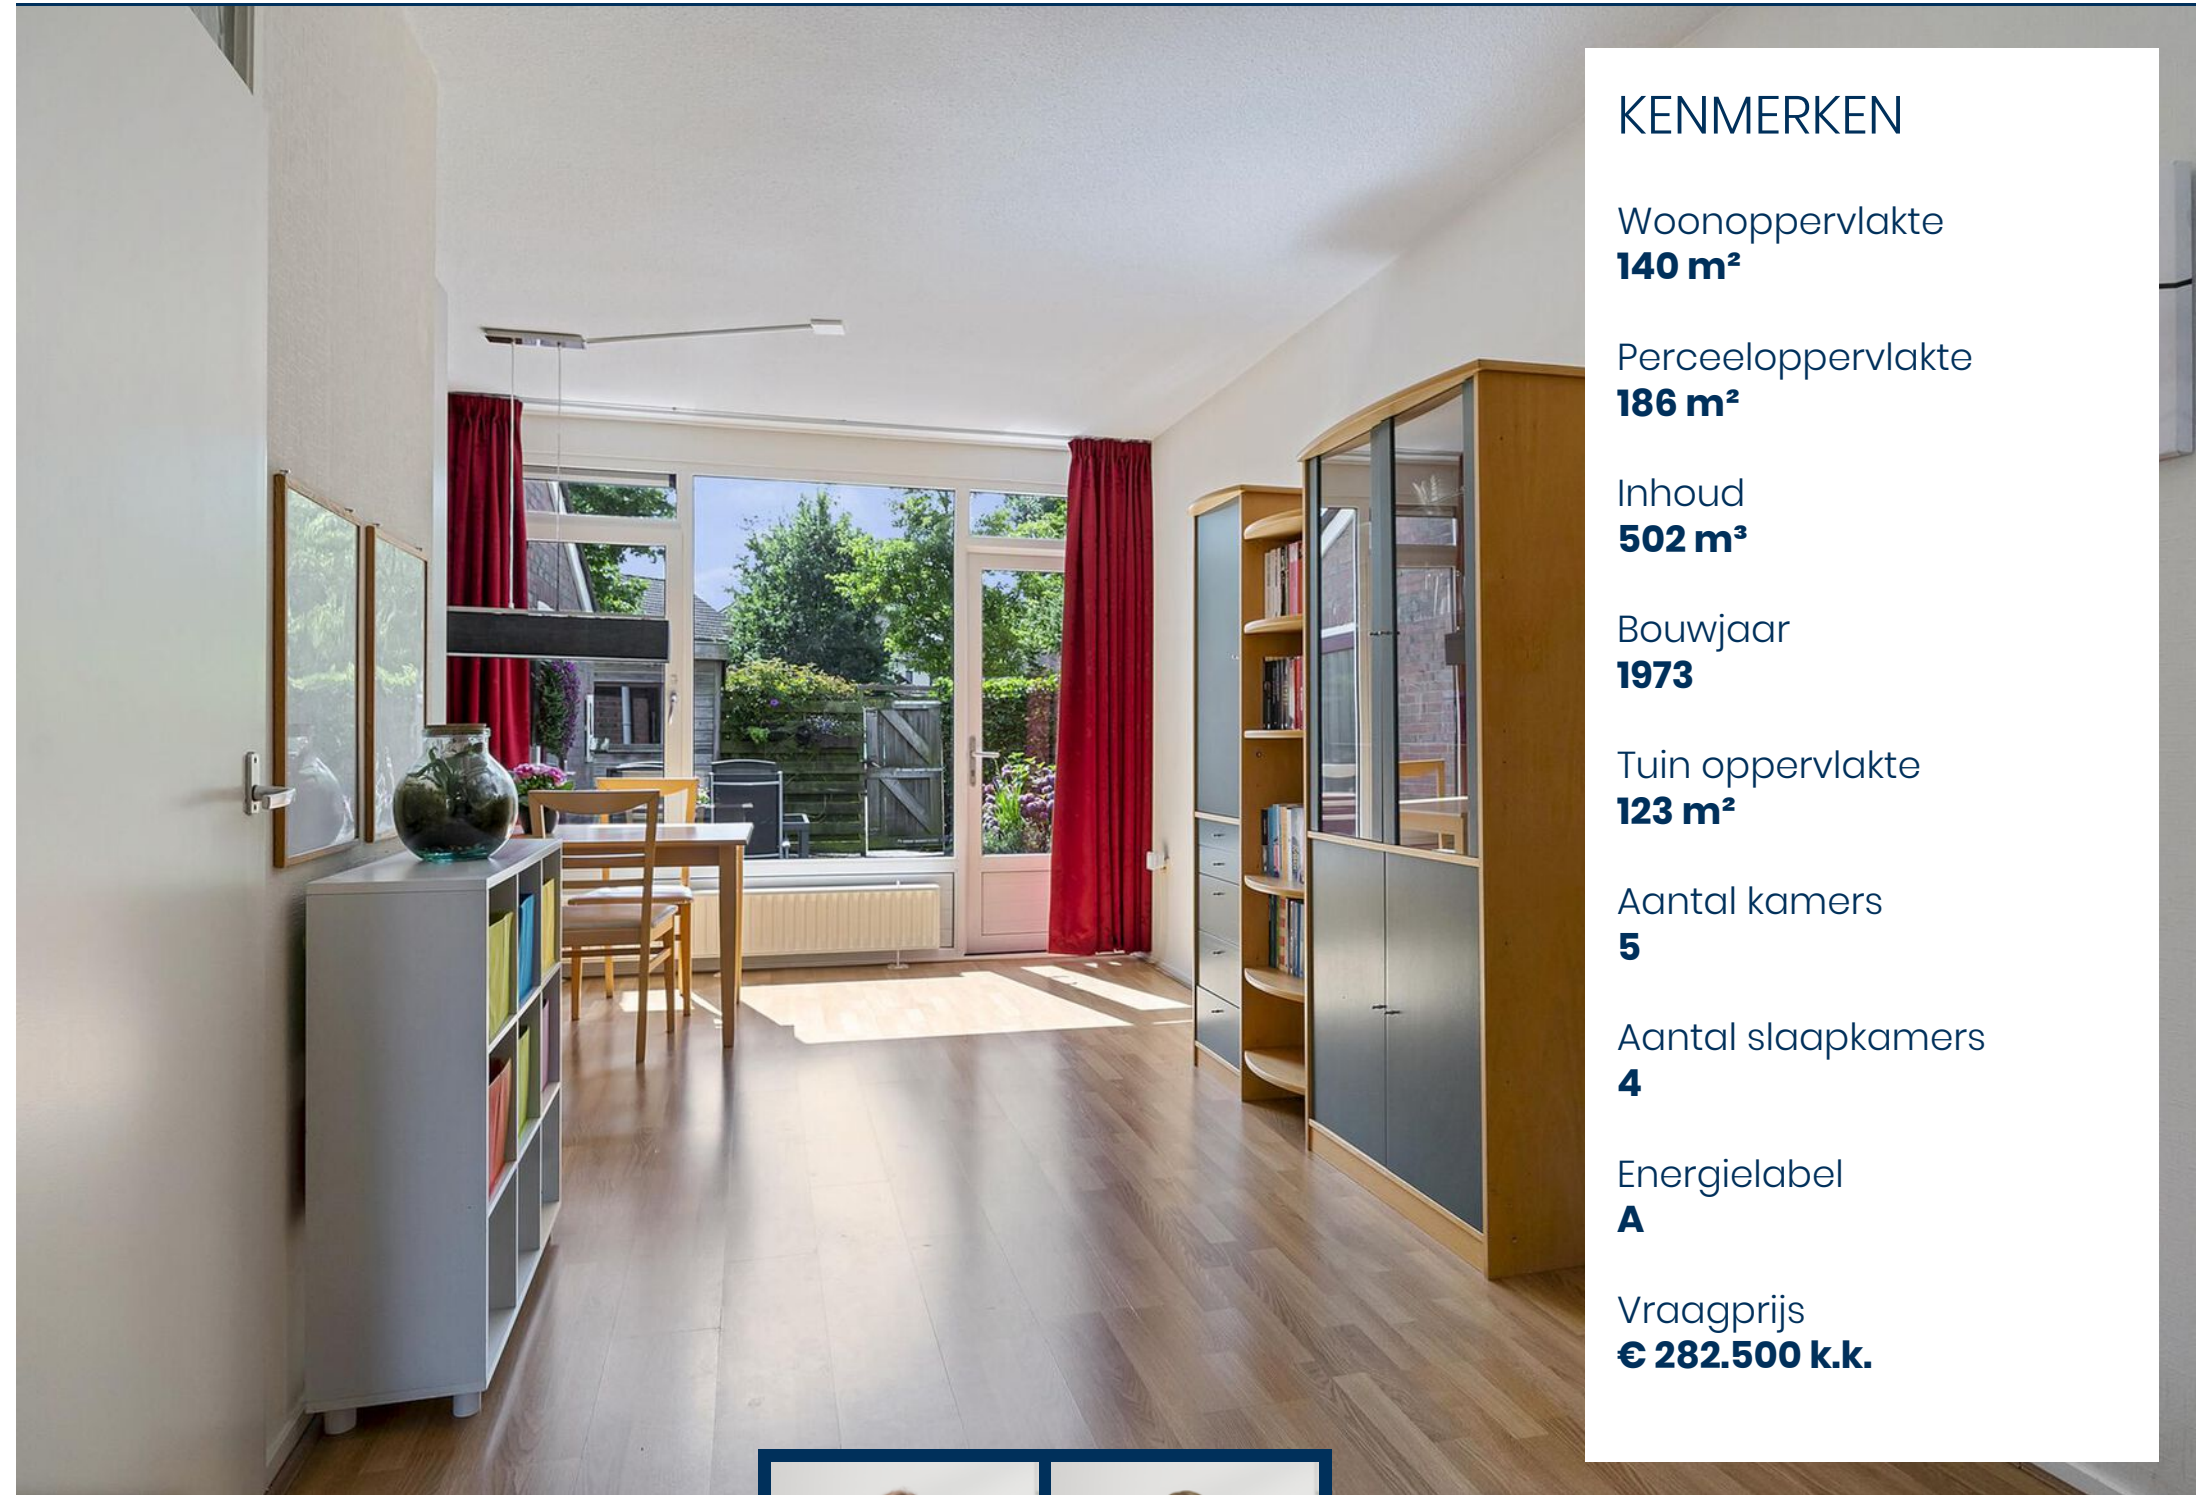 KENMERKEN
Woonoppervlakte
140 m²
Perceeloppervlakte
186 m²
Inhoud
502 m³
Bouwjaar
1973
Tuin oppervlakte
123 m²
Aantal kamers
5
Aantal slaapkamers
4
Energielabel
A
Vraagprijs
€ 282.500 k.k.